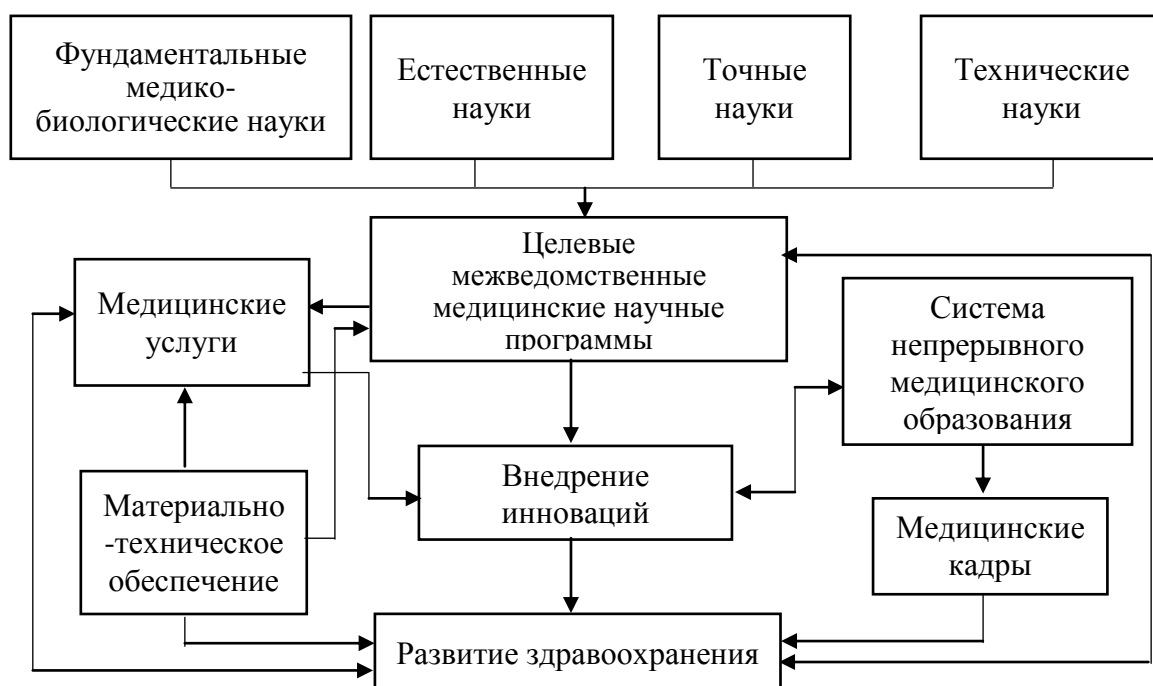 Фундаментальные
медико-
биологические науки
Естественные
науки
Точные
науки
Технические
науки
Целевые
межведомственные
медицинские научные
программы
Медицинские
услуги
Система
непрерывного
медицинского
образования
Внедрение
инноваций
Материально
-техническое
обеспечение
Медицинские
кадры
Развитие здравоохранения